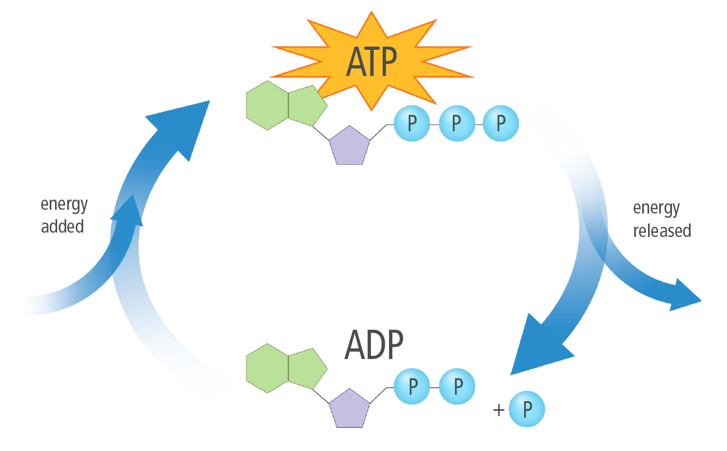 ATP
P P P
energy
added
energy
released
ADP
P P
+ P